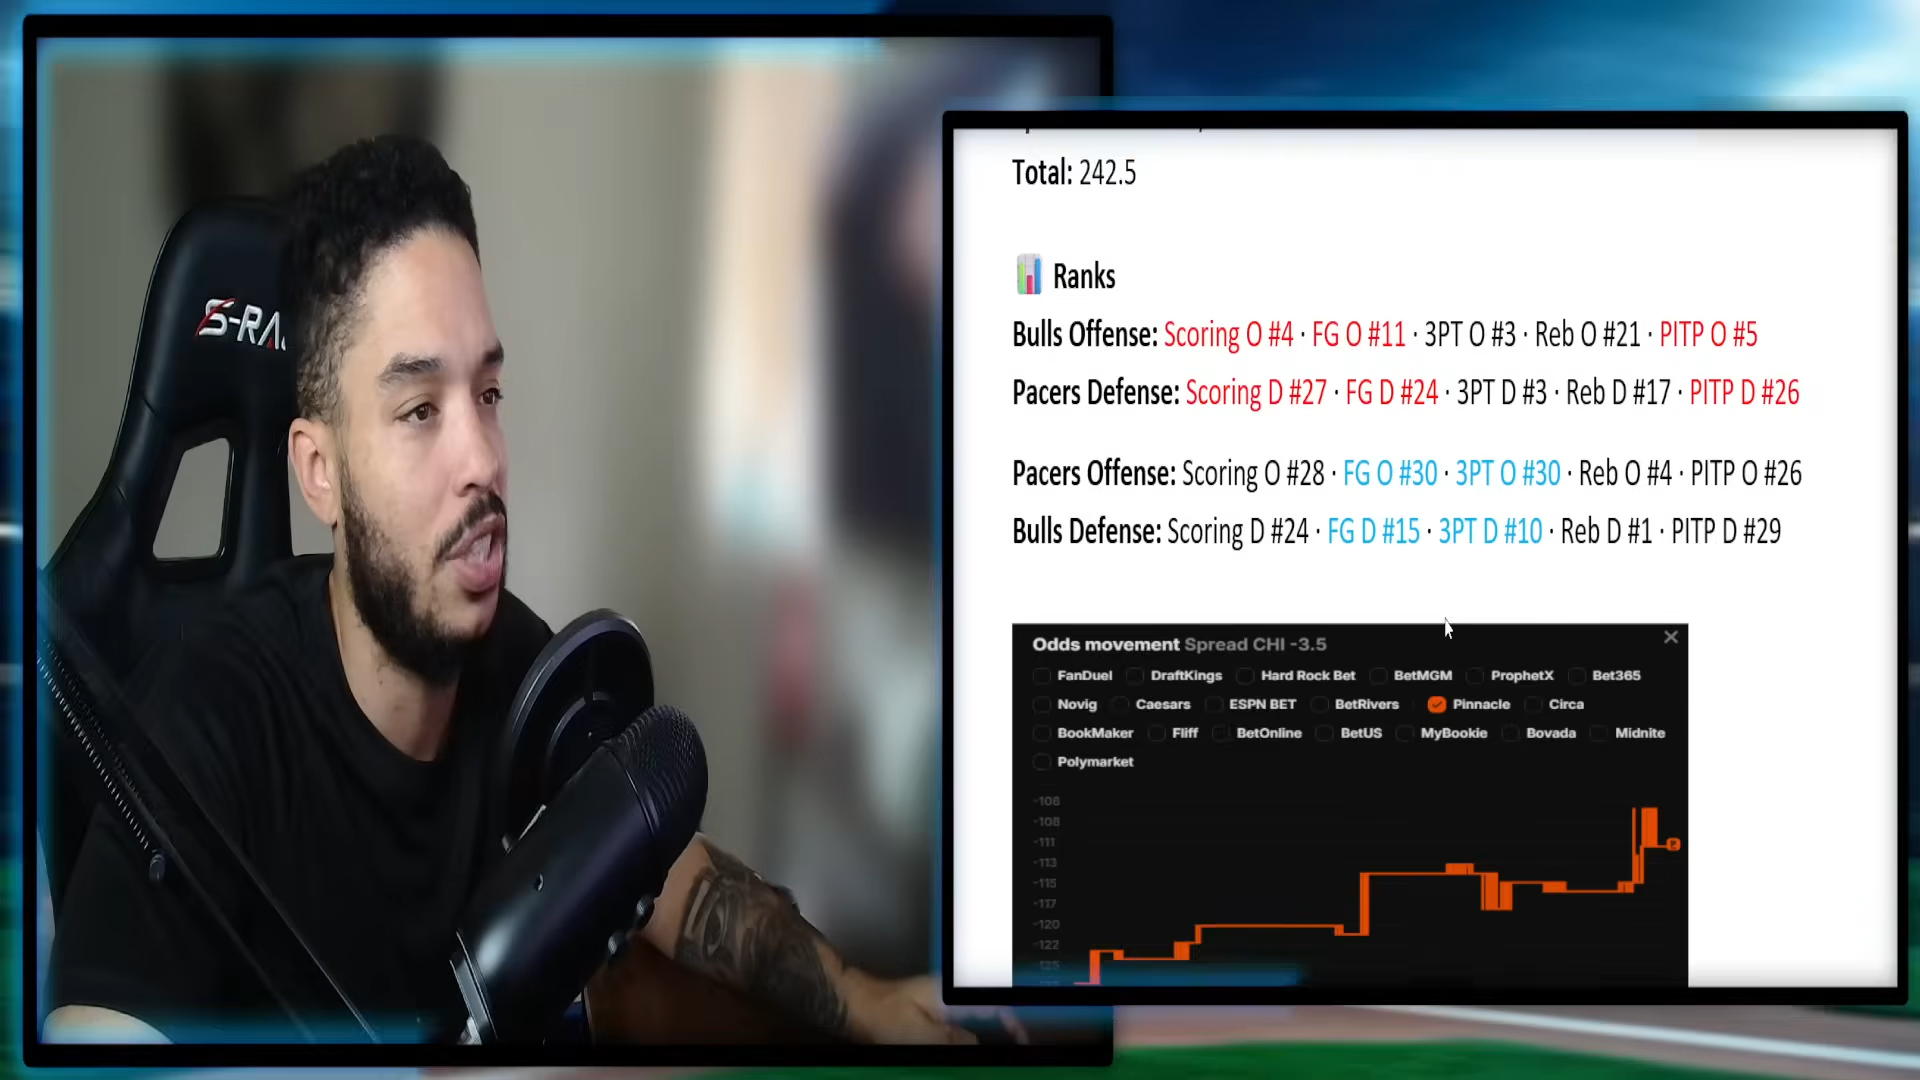 S-RA
Total: 242.5
Ranks
Bulls Offense: Scoring O #4 · FG O #11 · 3PT O #3 · Reb O #21 · PITP O #5
Pacers Defense: Scoring D #27 · FG D #24 · 3PT D #3 · Reb D #17 · PITP D #26
Pacers Offense: Scoring O #28 · FG O #30 · 3PT O #30 · Reb O #4 · PITP O #26
Bulls Defense: Scoring D #24 · FG D #15 · 3PT D #10 · Reb D #1 · PITP D #29
Odds movement Spread CHI -3.5
FanDuel DraftKings Hard Rock Bet BetMGM ProphetX Bet365
Novig Caesars ESPN BET BetRivers Pinnacle Circa
BookMaker Fliff BetOnline BetUS MyBookie Bovada Midnite
Polymarket
-108
-108
-111
-113
-115
-117
-120
-122
-125